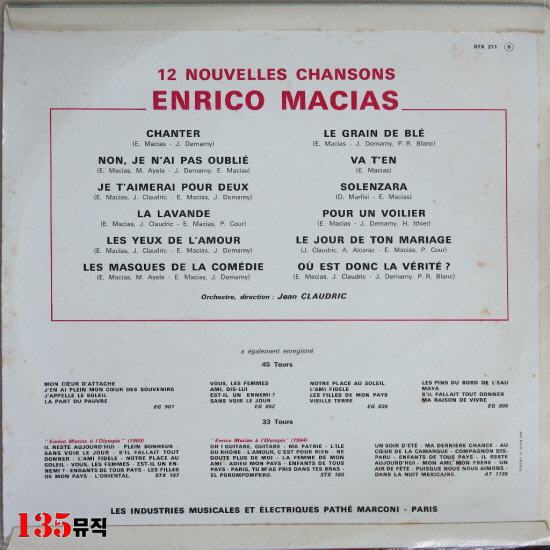 STX 211 S
12 NOUVELLES CHANSONS
ENRICO MACIAS
CHANTER
(E. Macias - J. Demarny)
NON, JE N'AI PAS OUBLIÉ
(E. Macias, M. Ayela - J. Demarny, E. Macias)
JE T'AIMERAI POUR DEUX
(E. Macias, J. Claudric - E. Macias, J. Demarny)
LA LAVANDE
(E. Macias, J. Claudric - E. Macias, P. Cour)
LES YEUX DE L'AMOUR
(E. Macias, J. Claudric - E. Macias, J. Demarny)
LES MASQUES DE LA COMÉDIE
(E. Macias, M. Ayela - E. Macias, J. Demarny)
LE GRAIN DE BLÉ
(E. Macias - J. Demarny, P. R. Blanc)
VA T'EN
(E. Macias)
SOLENZARA
(D. Marfisi - E. Macias)
POUR UN VOILIER
(E. Macias - J. Demarny, H. Ithier)
LE JOUR DE TON MARIAGE
(J. Claudric, A. Alcaraz - E. Macias, P. Cour)
OÙ EST DONC LA VÉRITÉ ?
(E. Macias, J. Claudric - J. Demarny, P. R. Blanc)
Orchestre, direction : Jean CLAUDRIC
a également enregistré
45 Tours
MON CŒUR D'ATTACHE
J'EN AI PLEIN MON CŒUR DES SOUVENIRS
J'APPELLE LE SOLEIL
LA PART DU PAUVRE
EG 901
VOUS, LES FEMMES
AMI, DIS-LUI
EST-IL UN ENNEMI ?
SANS VOIR LE JOUR
EG 862
NOTRE PLACE AU SOLEIL
L'AMI FIDÈLE
LES FILLES DE MON PAYS
VIEILLE TERRE
EG 826
LES PINS DU BORD DE L'EAU
MAYA
S'IL FALLAIT TOUT DONNER
MA RAISON DE VIVRE
EG 806
33 Tours
"Enrico Macias à l'Olympia" (1965)
IL RESTE AUJOURD'HUI - PLEIN BONHEUR -
SANS VOIR LE JOUR - S'IL FALLAIT TOUT
DONNER - L'AMI FIDÈLE - NOTRE PLACE AU
SOLEIL - VOUS, LES FEMMES - EST-IL UN EN-
NEMI ? - ENFANTS DE TOUS PAYS - LES FILLES
DE MON PAYS - L'ORIENTAL.
STX 187
"Enrico Macias à l'Olympia" (1964)
OH ! GUITARE, GUITARE - MA PATRIE - L'ÎLE
DU RHÔNE - L'AMOUR, C'EST POUR RIEN - NE
DOUTE PLUS DE MOI - LA FEMME DE MON
AMI - ADIEU MON PAYS - ENFANTS DE TOUS
PAYS - PARIS, TU M'AS PRIS DANS TES BRAS -
EL POROMPOMPERO.
STX 163
UN SOIR D'ÉTÉ - MA DERNIÈRE CHANCE - AU
CŒUR DE LA CAMARGUE - COMPAGNON DIS-
PARU - ENFANTS DE TOUS PAYS - IL RESTE
AUJOURD'HUI - MON AMI, MON FRÈRE - UN
AIR DE FÊTE - PUISQUE NOUS NOUS AIMONS -
DANS LA NUIT MEXICAINE.
AT 1135
LES INDUSTRIES MUSICALES ET ÉLECTRIQUES PATHÉ MARCONI - PARIS
135뮤직